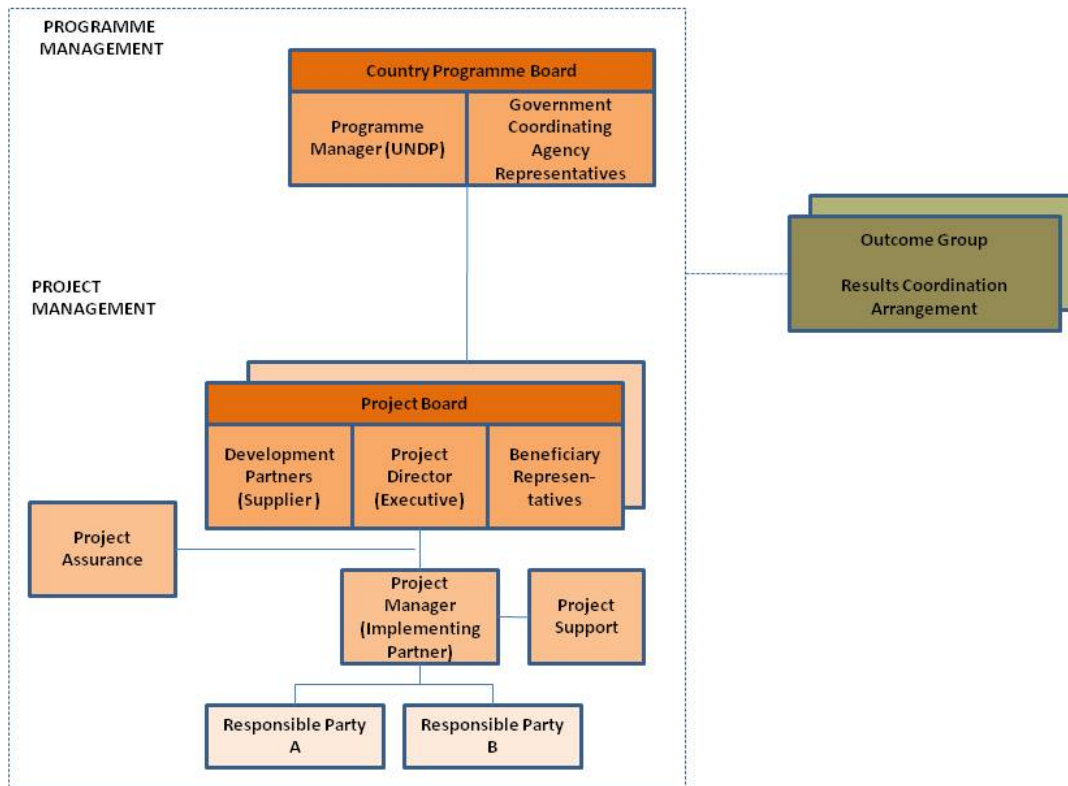 PROGRAMME
MANAGEMENT
Country Programme Board
Programme
Manager (UNDP)
Government
Coordinating
Agency
Representatives
Outcome Group
Results Coordination
Arrangement
PROJECT
MANAGEMENT
Project Board
Development
Partners
(Supplier )
Project
Director
(Executive)
Beneficiary
Represen-
tatives
Project
Assurance
Project
Manager
(Implementing
Partner)
Project
Support
Responsible Party
A
Responsible Party
B